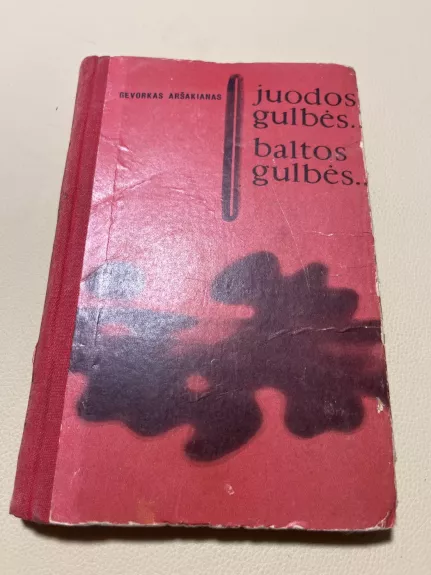 GEVORKAS ARŠAKIANAS
juodos
gulbės..
baltos
gulbės..